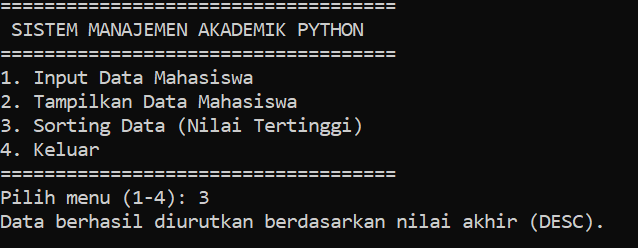 ====================================
SISTEM MANAJEMEN AKADEMIK PYTHON
====================================
1. Input Data Mahasiswa
2. Tampilkan Data Mahasiswa
3. Sorting Data (Nilai Tertinggi)
4. Keluar
====================================
Pilih menu (1-4): 3
Data berhasil diurutkan berdasarkan nilai akhir (DESC).